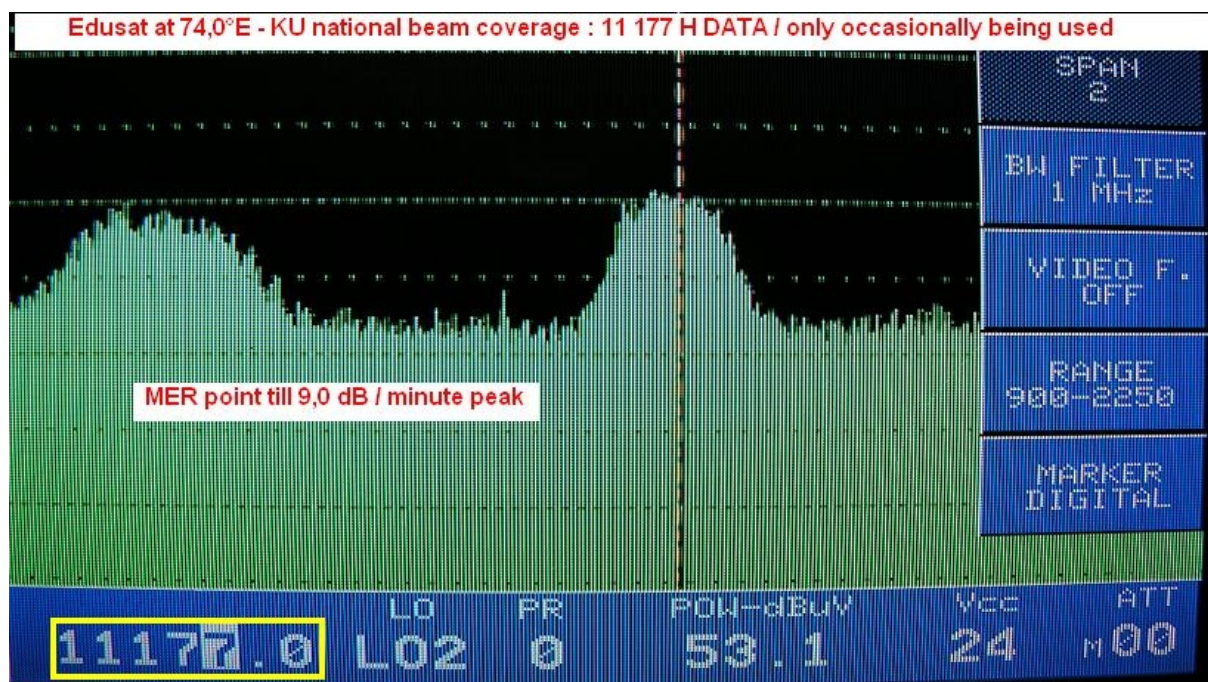 Edusat at 74,0°E - KU national beam coverage : 11 177 H DATA / only occasionally being used
SPAN
2
BW FILTER
1 MHz
VIDEO F.
OFF
RANGE
900-2250
MARKER
DIGITAL
MER point till 9,0 dB / minute peak
LO PR POW-dBuV Vcc ATT
11177.0 LO2 0 53.1 24 M00